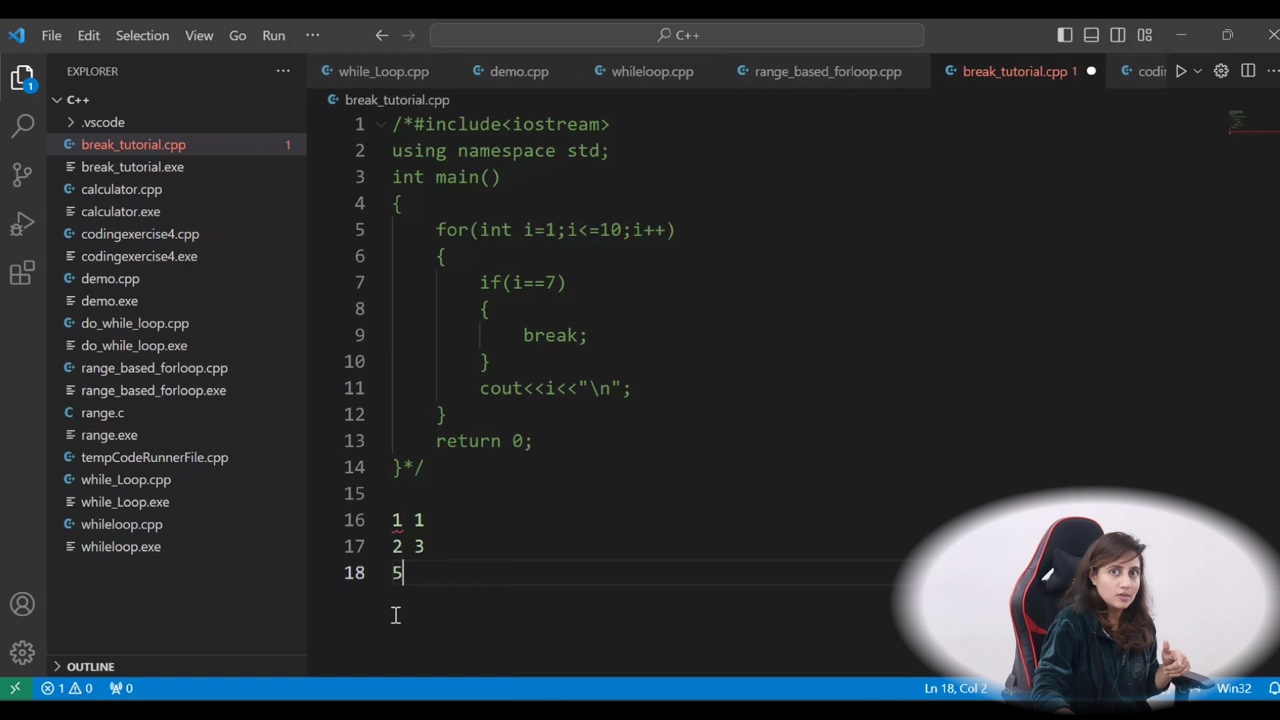 File Edit Selection View Go Run ··· C++
EXPLORER ···
while_Loop.cpp demo.cpp whileloop.cpp range_based_forloop.cpp break_tutorial.cpp 1 codin
C++
break_tutorial.cpp
.vscode
break_tutorial.cpp 1
break_tutorial.exe
calculator.cpp
calculator.exe
codingexercise4.cpp
codingexercise4.exe
demo.cpp
demo.exe
do_while_loop.cpp
do_while_loop.exe
range_based_forloop.cpp
range_based_forloop.exe
range.c
range.exe
tempCodeRunnerFile.cpp
while_Loop.cpp
while_Loop.exe
whileloop.cpp
whileloop.exe
OUTLINE
1 /*#include<iostream>
2 using namespace std;
3 int main()
4 {
5 for(int i=1;i<=10;i++)
6 {
7 if(i==7)
8 {
9 break;
10 }
11 cout<<i<<"\n";
12 }
13 return 0;
14 }*/
15
16 1 1
17 2 3
18 5
1 0 0 Ln 18, Col 2 Win32